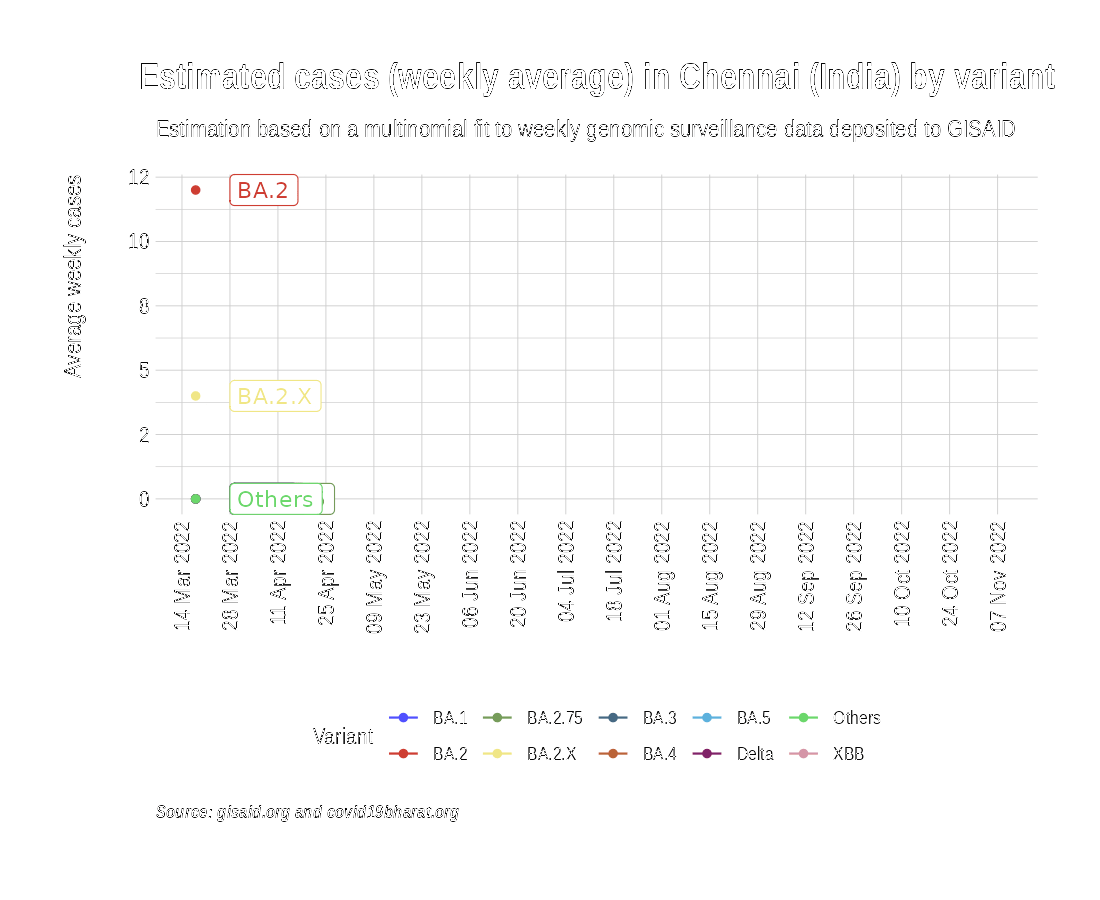 Estimated cases (weekly average) in Chennai (India) by variant
Estimation based on a multinomial fit to weekly genomic surveillance data deposited to GISAID
Average weekly cases
12
10
8
5
2
0
BA.2
BA.2.X
Others
14 Mar 2022
28 Mar 2022
11 Apr 2022
25 Apr 2022
09 May 2022
23 May 2022
06 Jun 2022
20 Jun 2022
04 Jul 2022
18 Jul 2022
01 Aug 2022
15 Aug 2022
29 Aug 2022
12 Sep 2022
26 Sep 2022
10 Oct 2022
24 Oct 2022
07 Nov 2022
Variant
BA.1 BA.2.75 BA.3 BA.5 Others
BA.2 BA.2.X BA.4 Delta XBB
Source: gisaid.org and covid19bharat.org